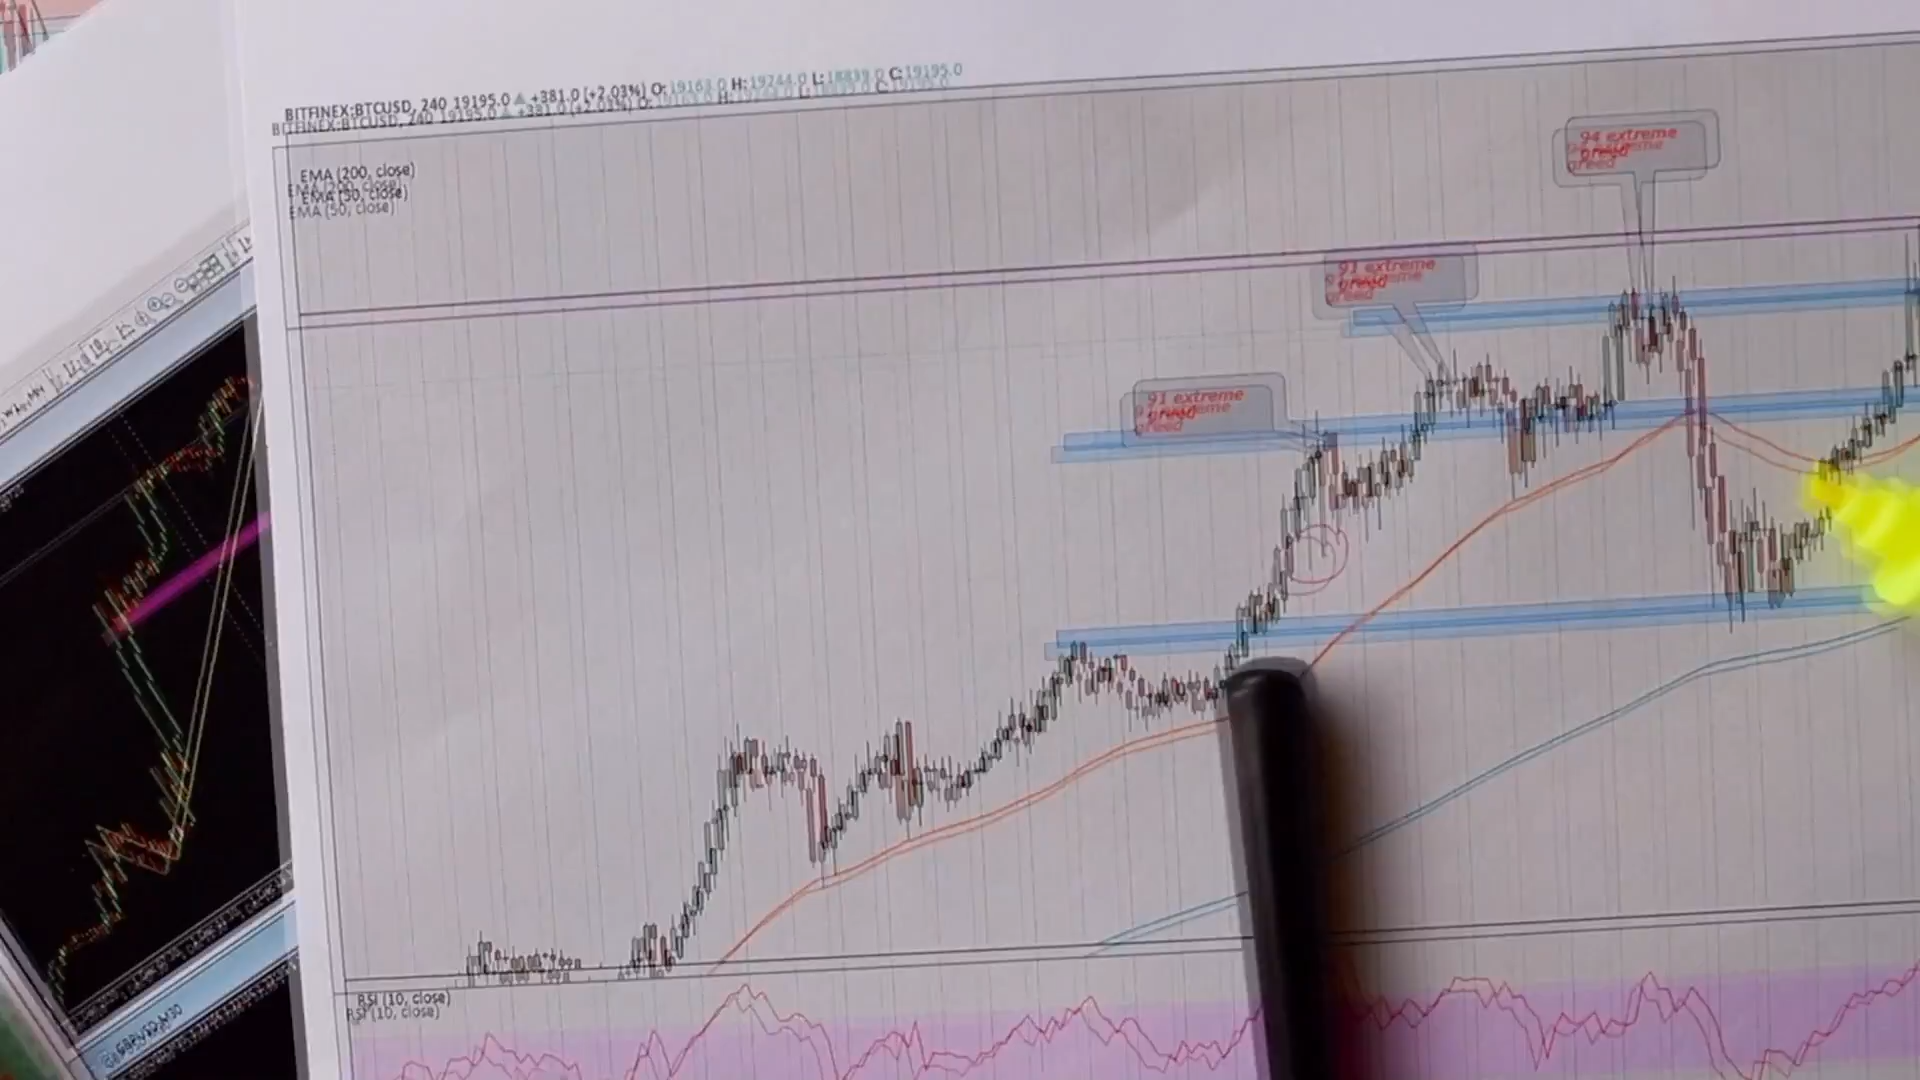 BITFINEX:BTCUSD, 240 19195.0 ▲ +381.0 (+2.03%) O:19163.0 H:19244.0 L:18839.0 C:19195.0
EMA (200, close)
EMA (50, close)
94 extreme
greed
91 extreme
greed
91 extreme
greed
RSI (10, close)